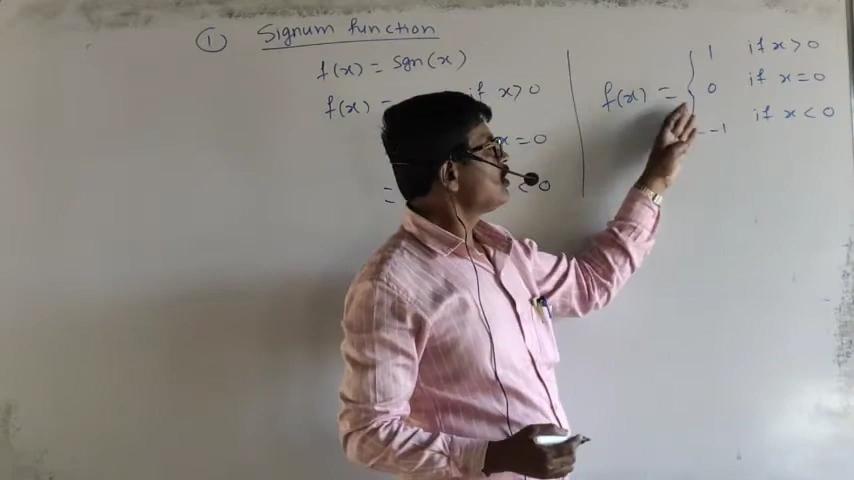 ① Signum function
f(x) = sgn(x)
f(x) = if x>0
x = 0
= < 0
f(x) = { 1 if x>0
0 if x=0
-1 if x<0